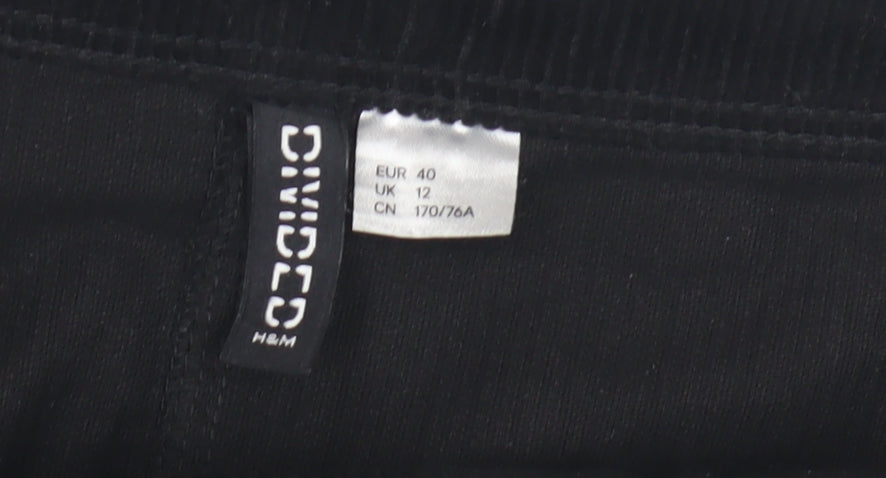 DIVIDED
H&M
EUR 40
UK 12
CN 170/76A